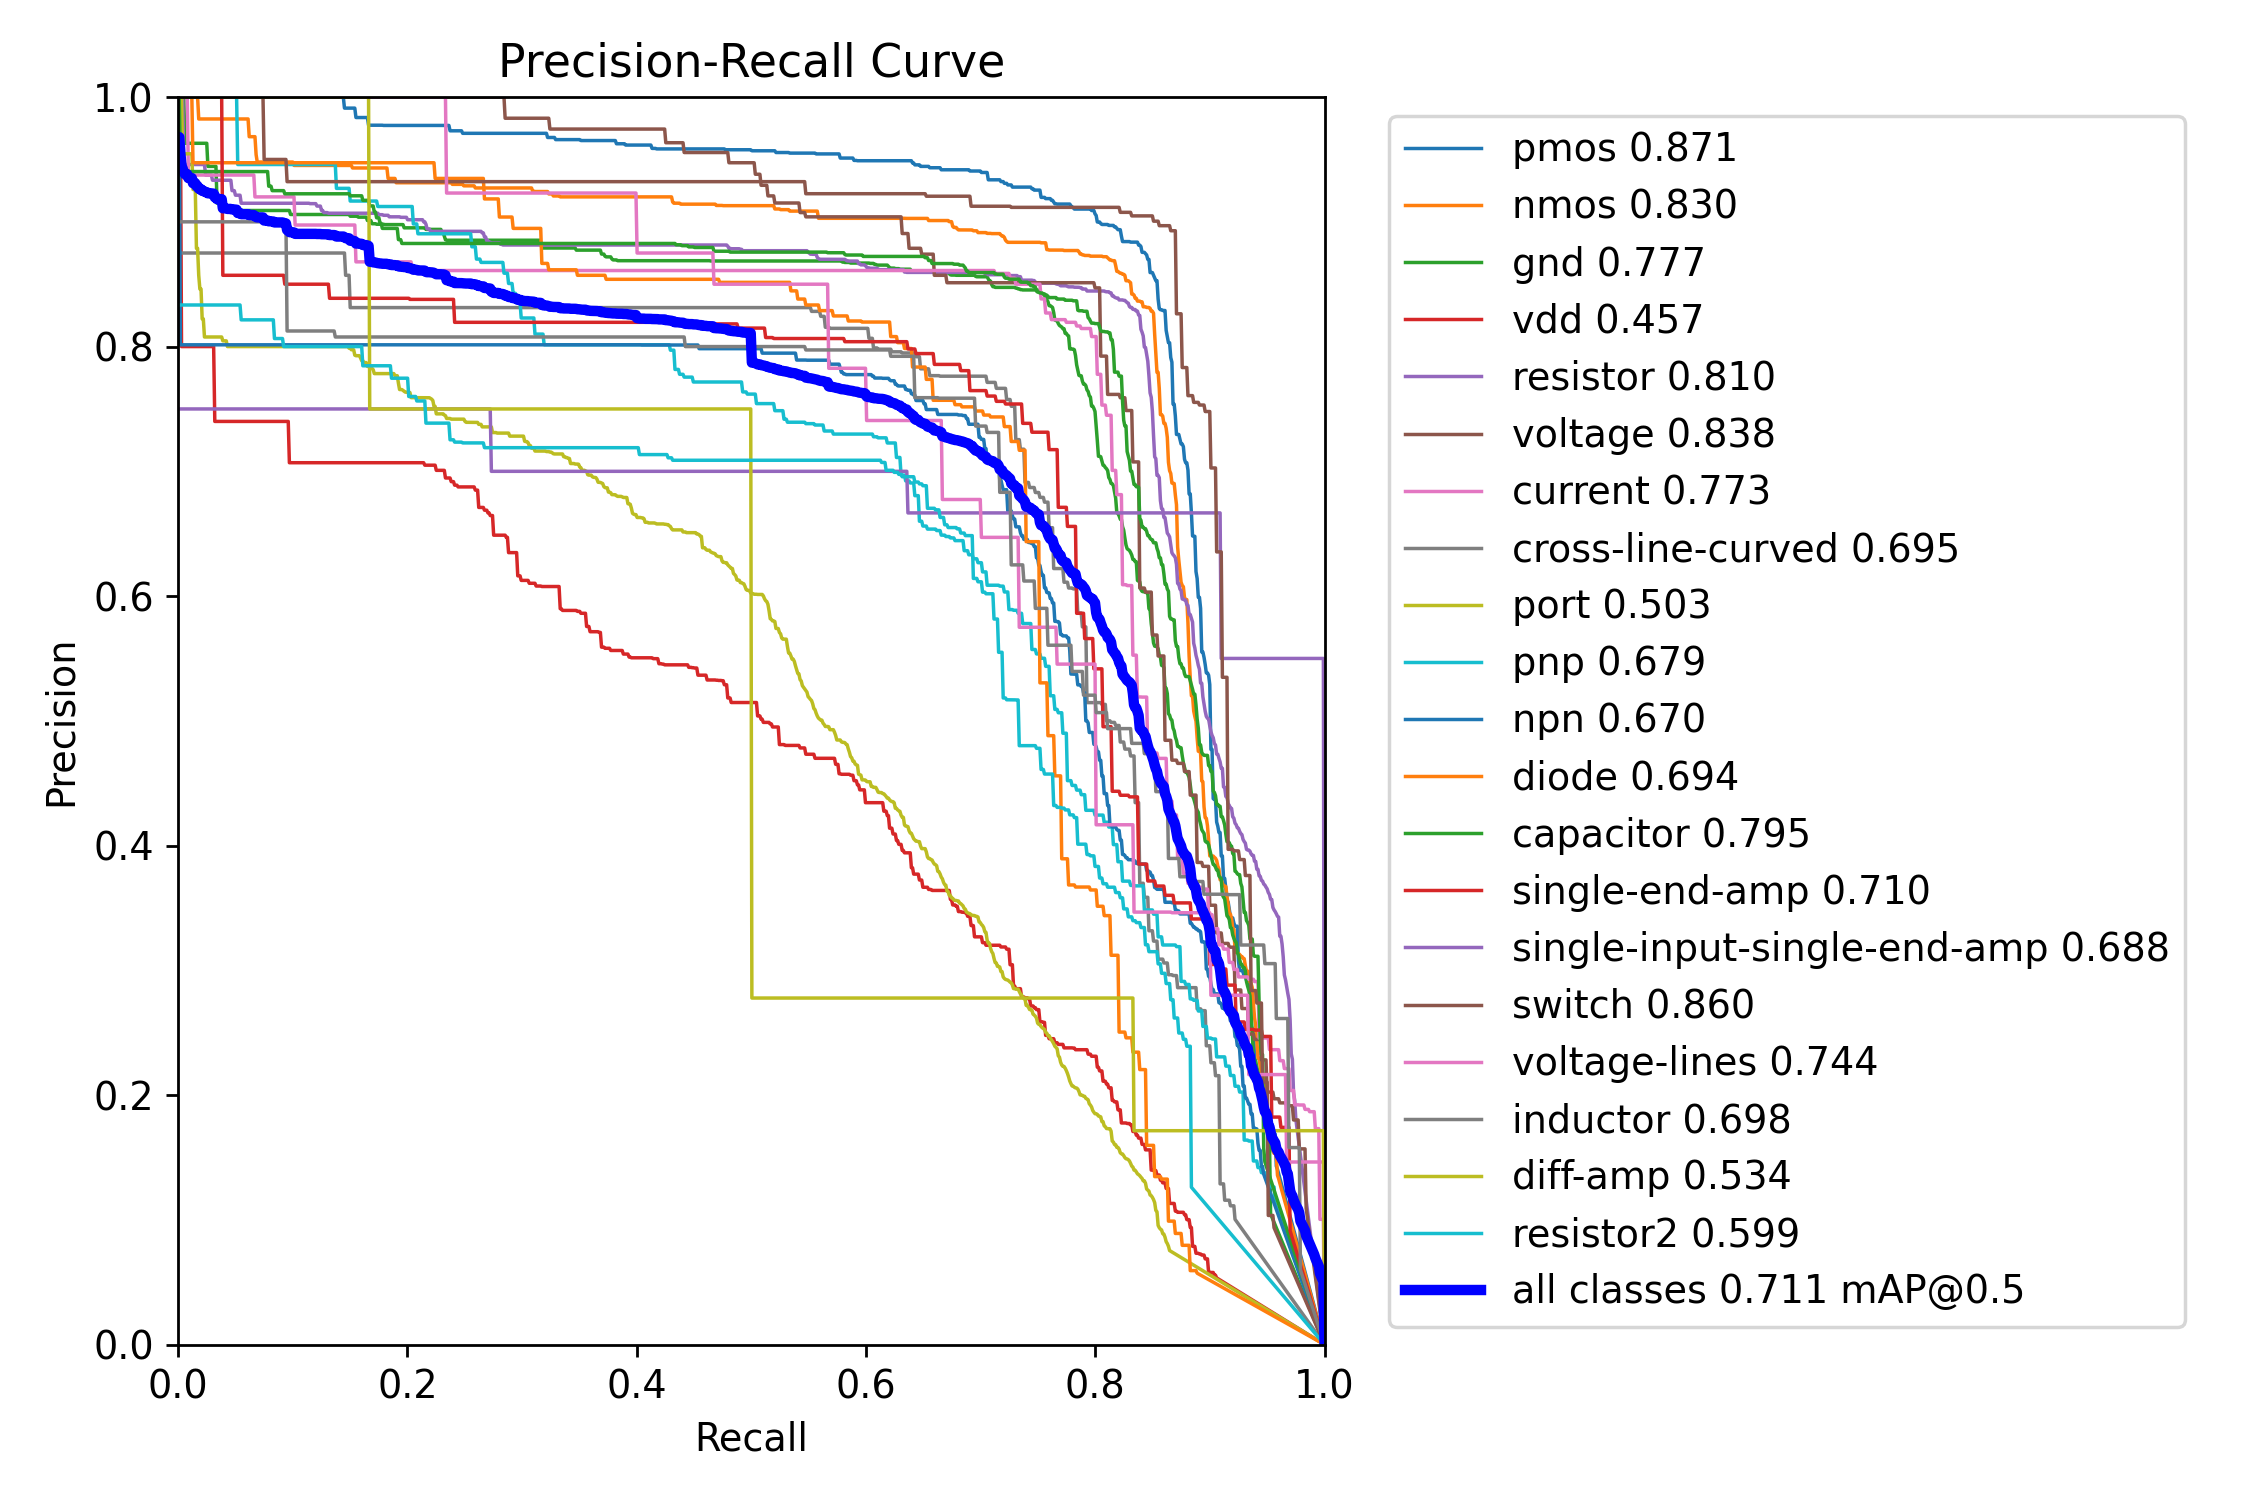 Precision-Recall Curve
1.0
0.8
0.6
0.4
0.2
0.0
Precision
0.0 0.2 0.4 0.6 0.8 1.0
Recall
pmos 0.871
nmos 0.830
gnd 0.777
vdd 0.457
resistor 0.810
voltage 0.838
current 0.773
cross-line-curved 0.695
port 0.503
pnp 0.679
npn 0.670
diode 0.694
capacitor 0.795
single-end-amp 0.710
single-input-single-end-amp 0.688
switch 0.860
voltage-lines 0.744
inductor 0.698
diff-amp 0.534
resistor2 0.599
all classes 0.711 mAP@0.5